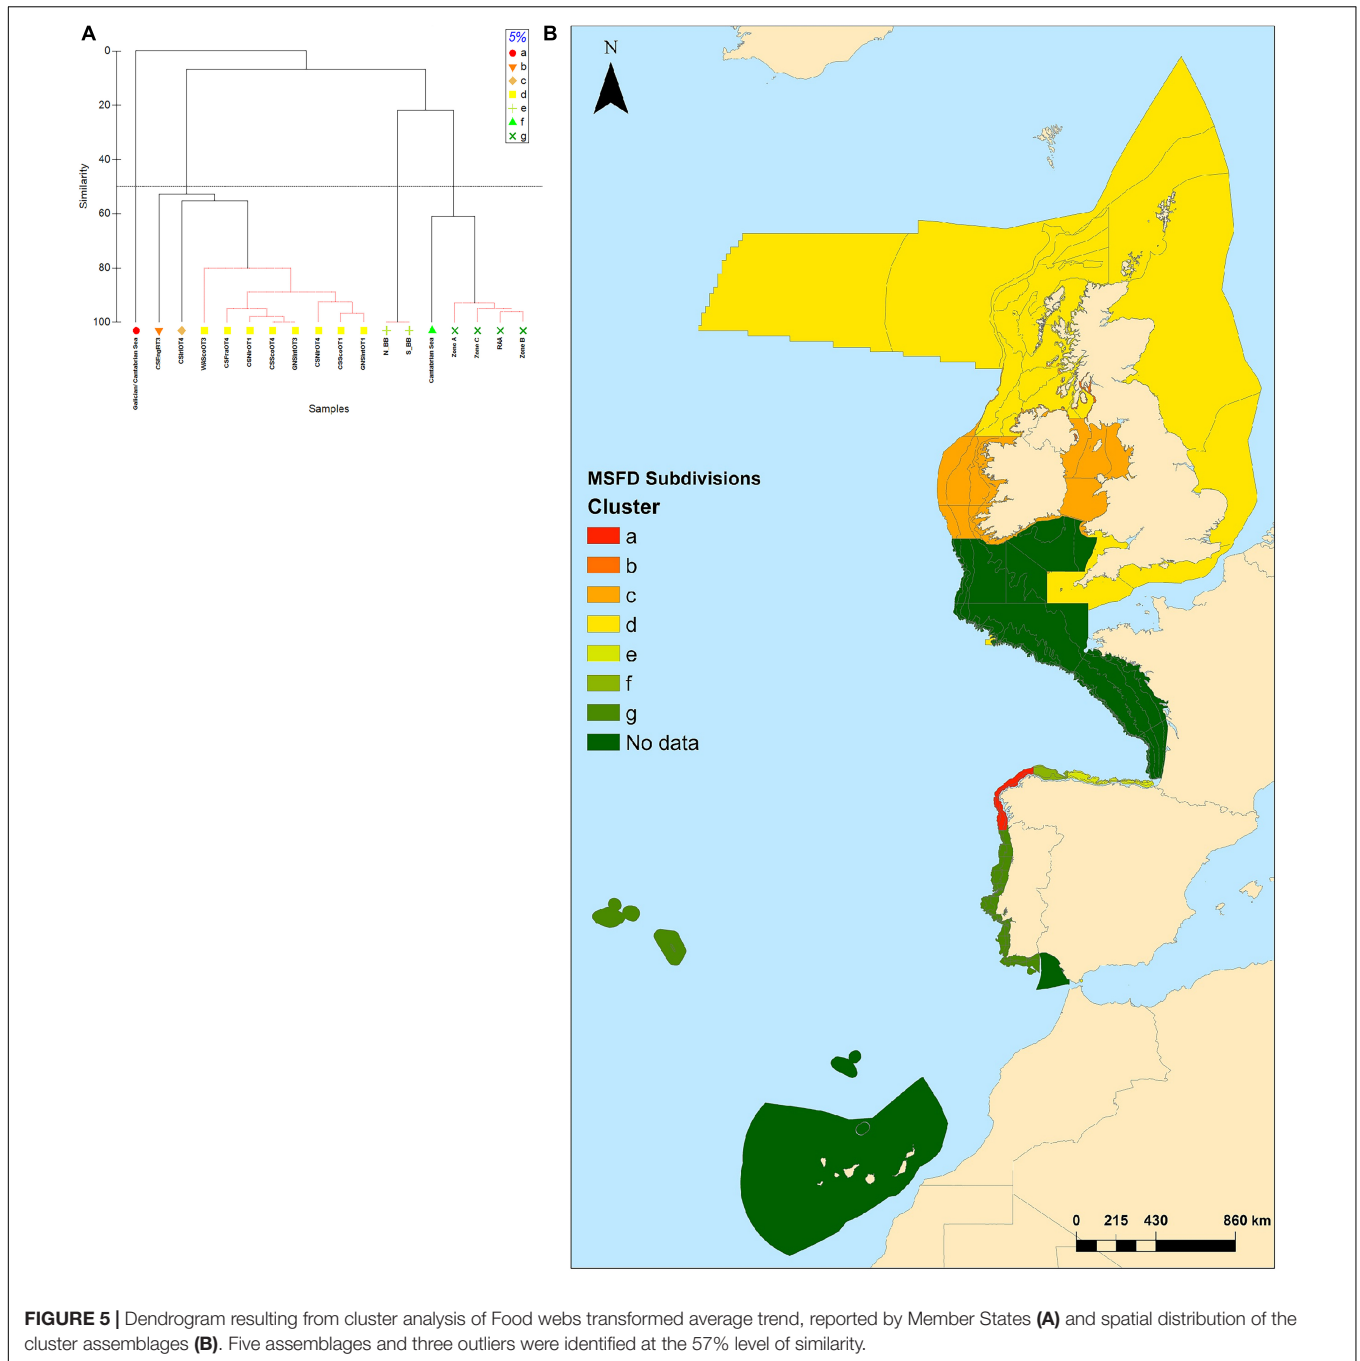 A
0
20
40
60
80
100
Similarity
5%
a
b
c
d
e
f
g
Galician/ Cantabrian Sea
CSEngBT3
CSIrlOT4
WAScoOT3
CSFraOT4
CSNIrOT1
CSScoOT4
GNSIntOT3
CSNIrOT4
CSScoOT1
GNSIntOT1
N_BB
S_BB
Cantabrian Sea
Zone A
Zone C
RAA
Zone B
Samples
B
N
MSFD Subdivisions
Cluster
a
b
c
d
e
f
g
No data
0 215 430 860 km
FIGURE 5 | Dendrogram resulting from cluster analysis of Food webs transformed average trend, reported by Member States (A) and spatial distribution of the
cluster assemblages (B). Five assemblages and three outliers were identified at the 57% level of similarity.